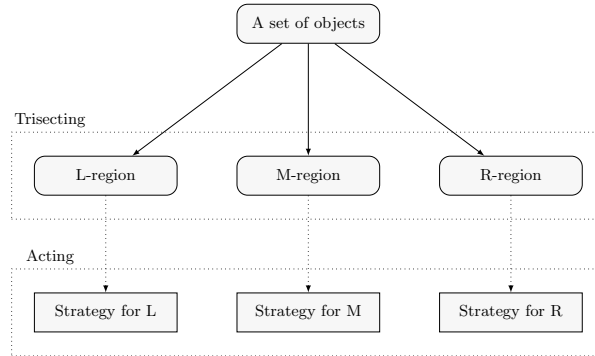 A set of objects
Trisecting
L-region
M-region
R-region
Acting
Strategy for L
Strategy for M
Strategy for R